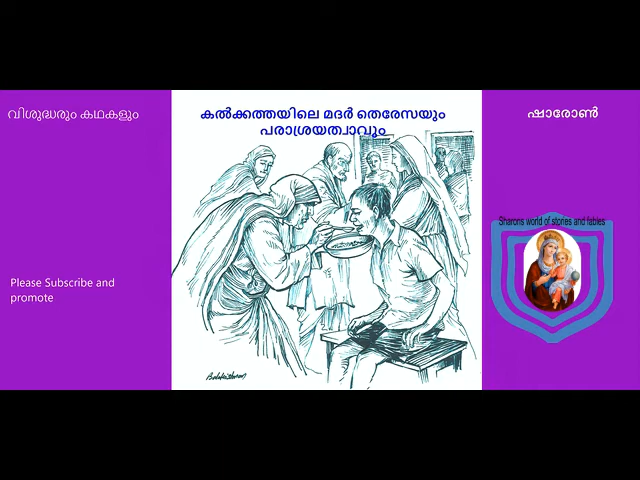 വിശുദ്ധരും കഥകളും
കൽക്കത്തയിലെ മദർ തെരേസയും
പരാശ്രയത്വാവും
ഷാരോൺ
Sharons world of stories and fables
Please Subscribe and
promote